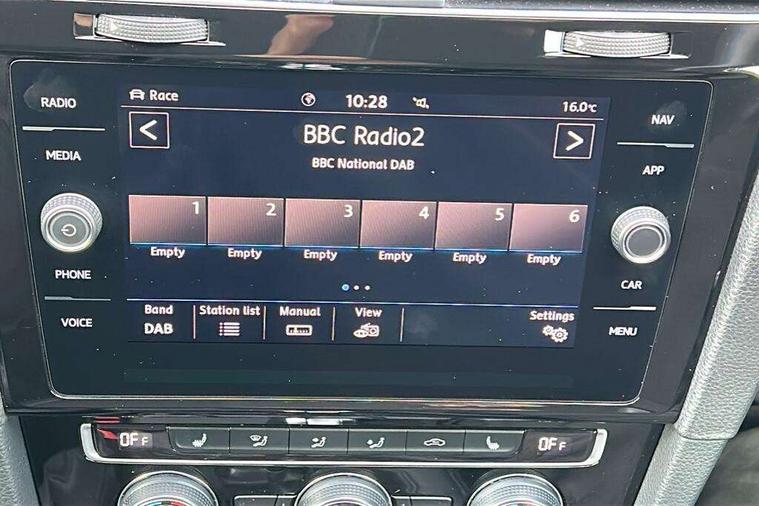 RADIO
MEDIA
PHONE
VOICE
Race
10:28
16.0°c
<
BBC Radio2
>
BBC National DAB
1 2 3 4 5 6
Empty Empty Empty Empty Empty Empty
Band Station list Manual View Settings
DAB
NAV
APP
CAR
MENU
OFF
OFF